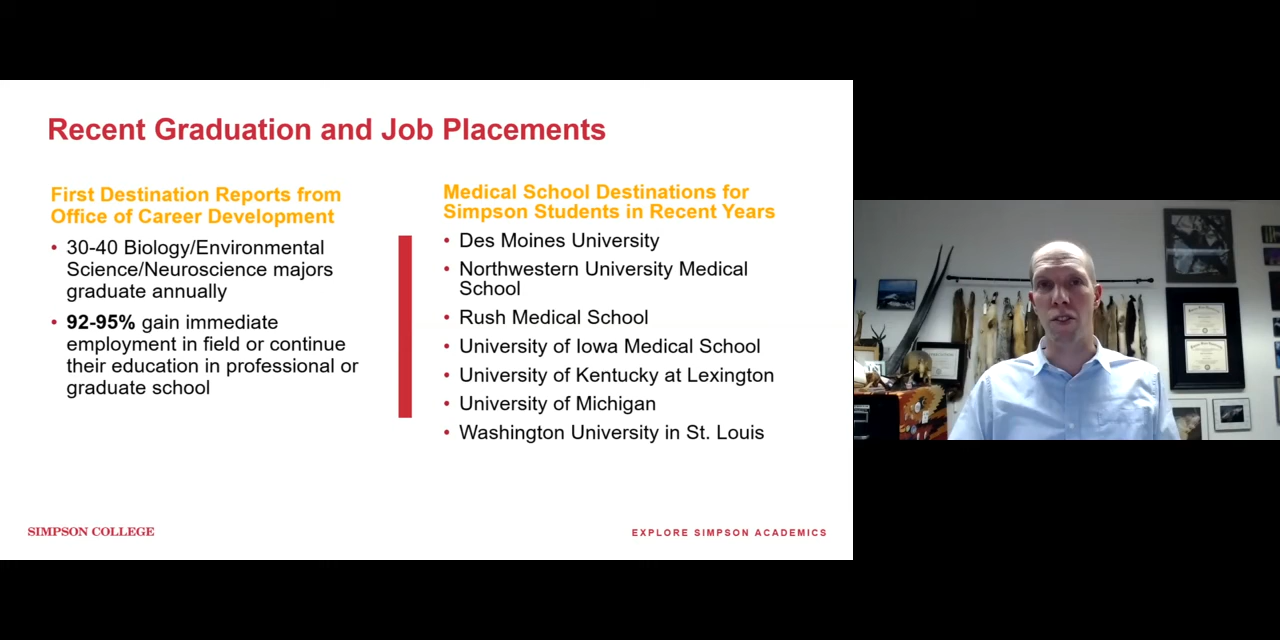 Recent Graduation and Job Placements
First Destination Reports from
Office of Career Development
• 30-40 Biology/Environmental
Science/Neuroscience majors
graduate annually
• 92-95% gain immediate
employment in field or continue
their education in professional or
graduate school
Medical School Destinations for
Simpson Students in Recent Years
• Des Moines University
• Northwestern University Medical
School
• Rush Medical School
• University of Iowa Medical School
• University of Kentucky at Lexington
• University of Michigan
• Washington University in St. Louis
SIMPSON COLLEGE
EXPLORE SIMPSON ACADEMICS